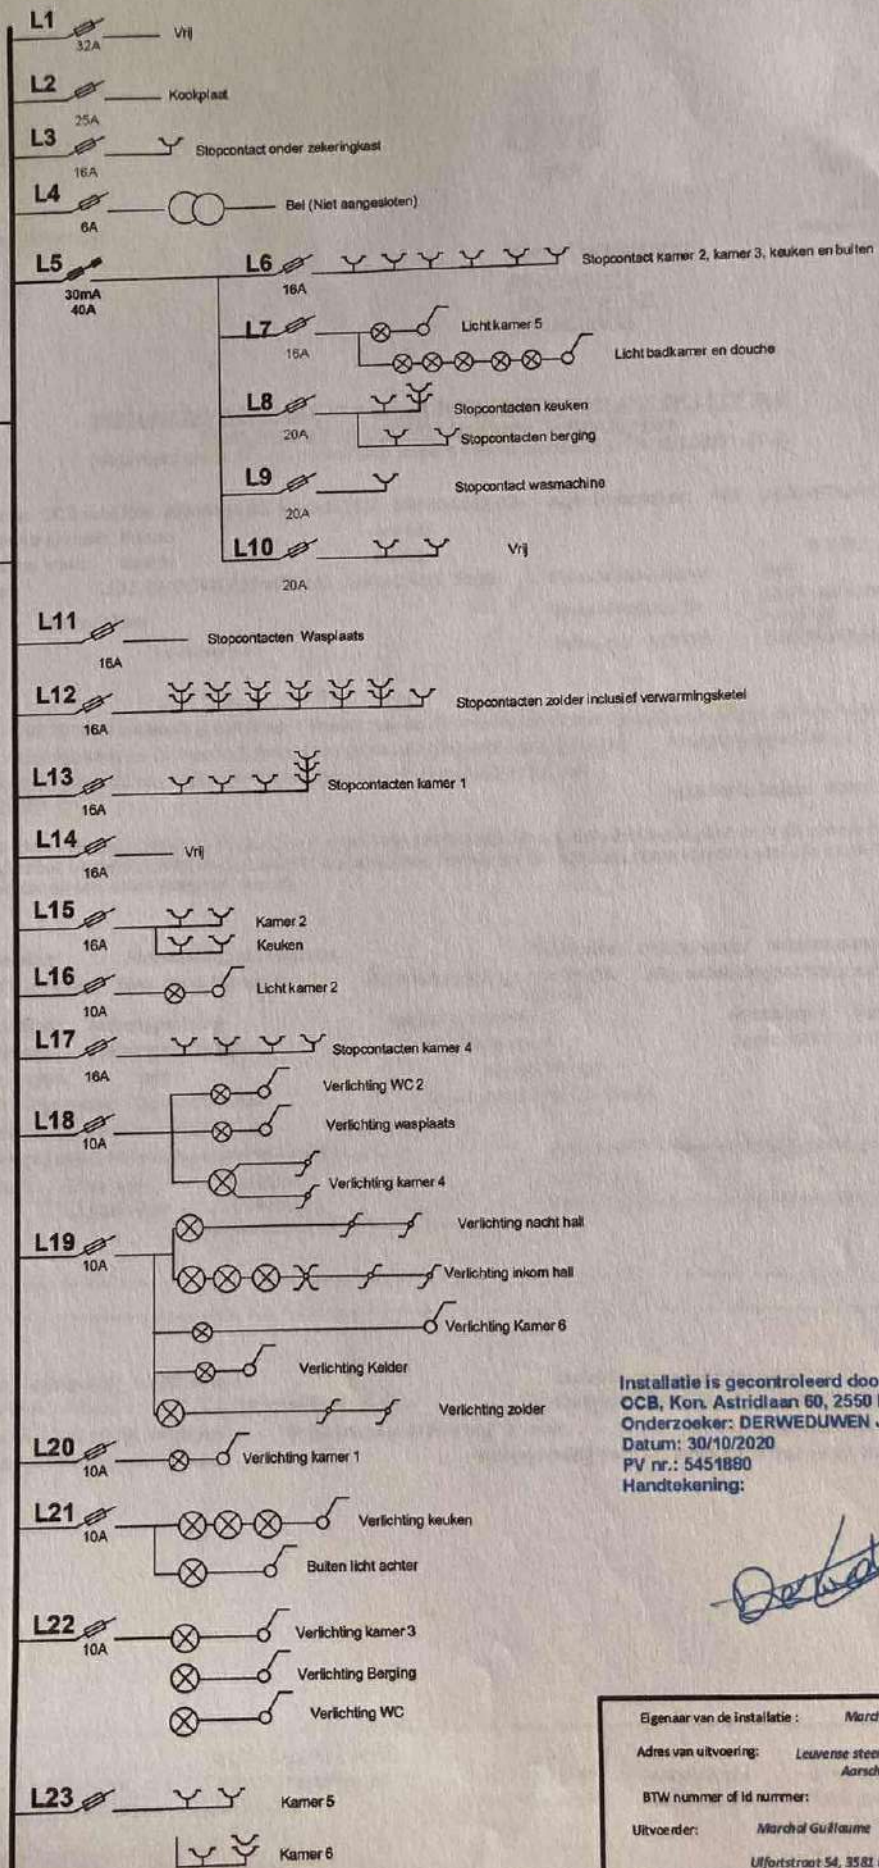 L1
32A
Vrij
L2
25A
Kookplaat
L3
16A
Stopcontact onder zekeringkast
L4
6A
Bel (Niet aangesloten)
L5
30mA
40A
L6
16A
Stopcontact kamer 2, kamer 3, keuken en buiten
L7
16A
Licht kamer 5
Licht badkamer en douche
L8
20A
Stopcontacten keuken
Stopcontacten berging
L9
20A
Stopcontact wasmachine
L10
20A
Vrij
L11
16A
Stopcontacten Wasplaats
L12
16A
Stopcontacten zolder inclusief verwarmingsketel
L13
16A
Stopcontacten kamer 1
L14
16A
Vrij
L15
16A
Kamer 2
Keuken
L16
10A
Licht kamer 2
L17
16A
Stopcontacten kamer 4
L18
10A
Verlichting WC 2
Verlichting wasplaats
Verlichting kamer 4
L19
10A
Verlichting nacht hall
Verlichting inkom hall
Verlichting Kamer 6
Verlichting Kelder
Verlichting zolder
L20
10A
Verlichting kamer 1
L21
10A
Verlichting keuken
Buiten licht achter
L22
10A
Verlichting kamer 3
Verlichting Berging
Verlichting WC
L23
Kamer 5
Kamer 6
Installatie is gecontroleerd doo
OCB, Kon. Astridlaan 60, 2550
Onderzoeker: DERWEDUWEN
Datum: 30/10/2020
PV nr.: 5451880
Handtekening:
Eigenaar van de installatie : March
Adres van uitvoering: Leuvense stee
Aarsch
BTW nummer of id nummer:
Uitvoerder: Marchal Guillaume
Ulfortstraat 54, 3581